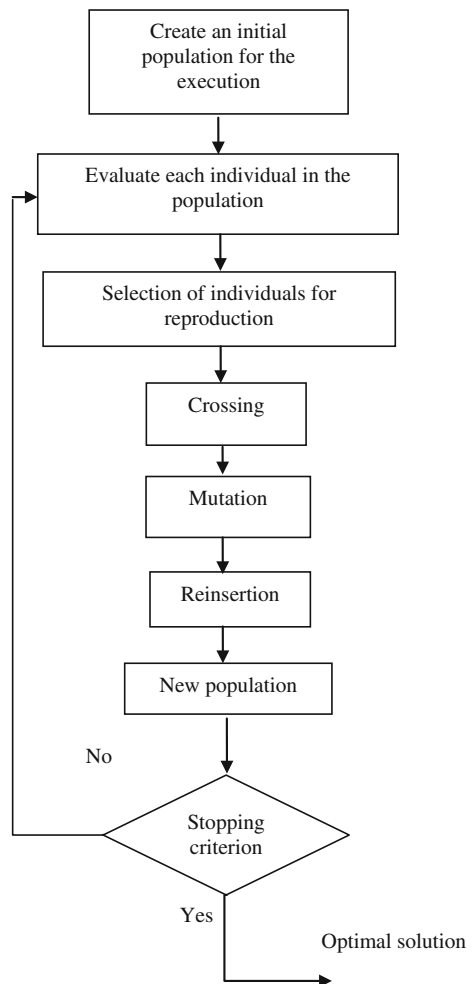 Create an initial
population for the
execution
Evaluate each individual in the
population
Selection of individuals for
reproduction
Crossing
Mutation
Reinsertion
New population
No
Stopping
criterion
Yes
Optimal solution